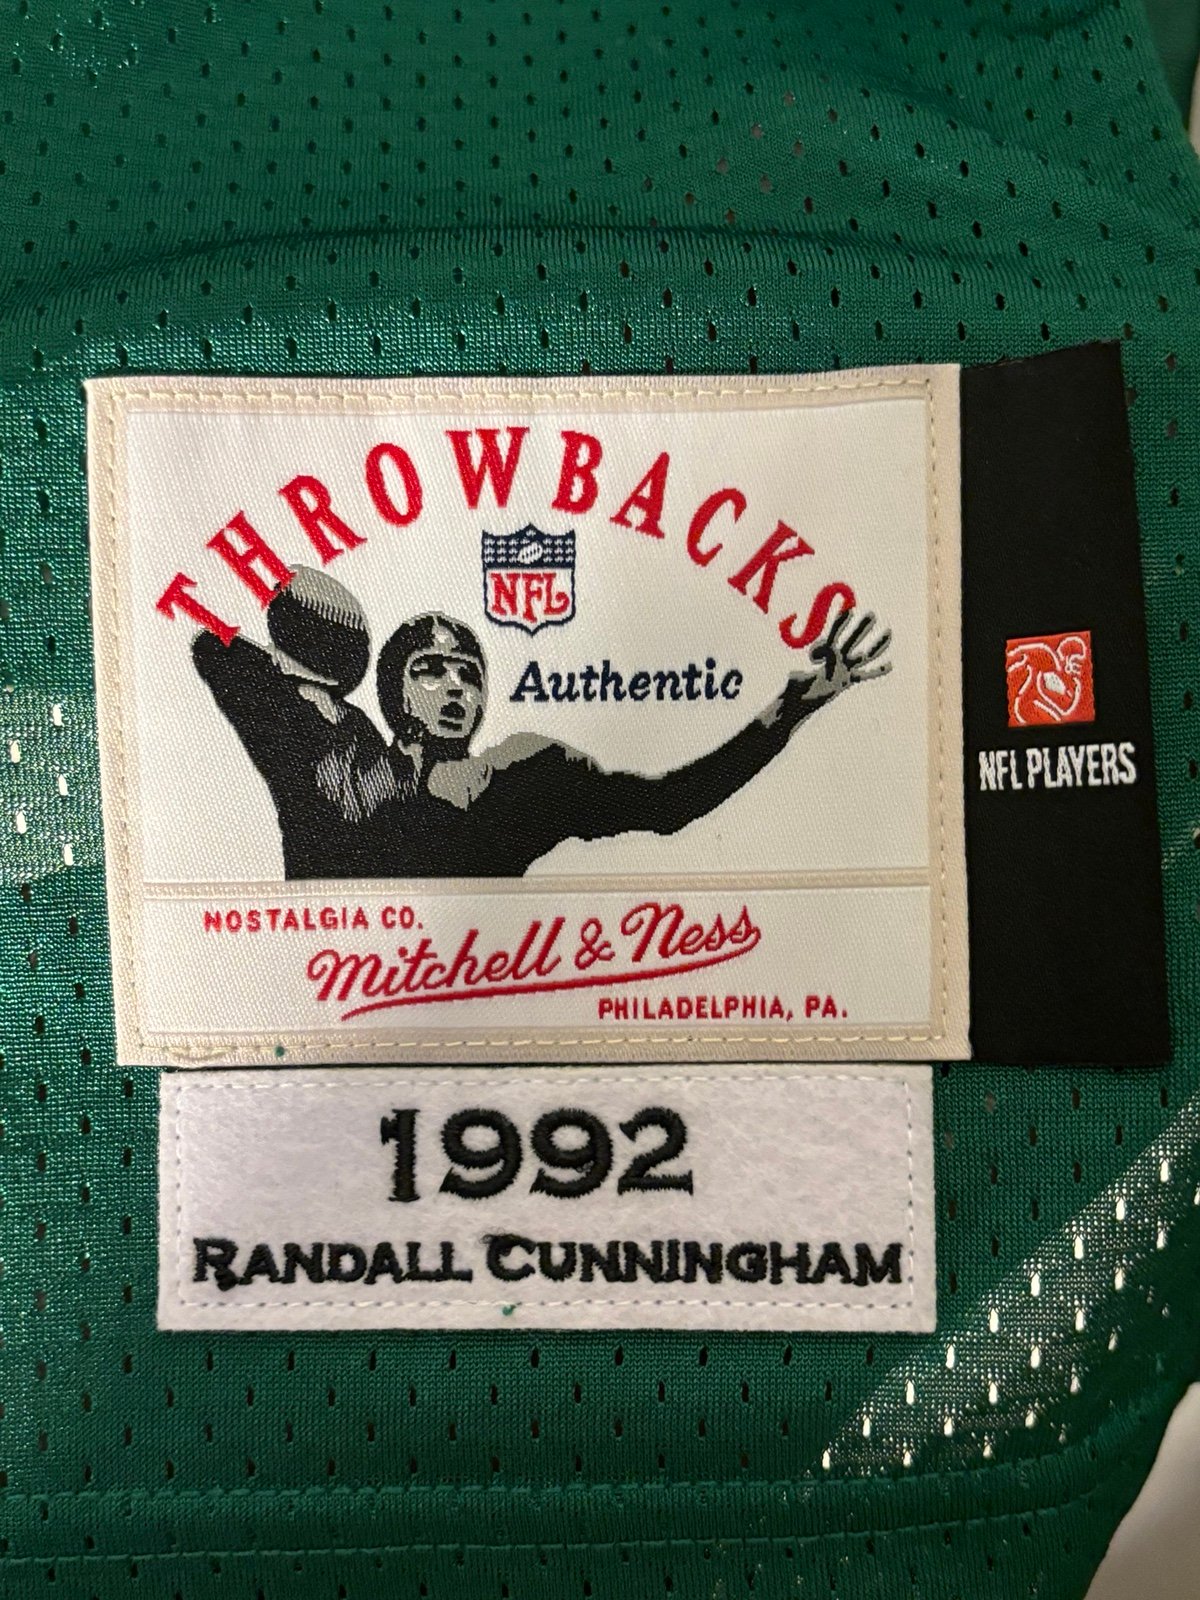 THROWBACKS
NFL
Authentic
NFL PLAYERS
NOSTALGIA CO.
Mitchell & Ness
PHILADELPHIA, PA.
1992
RANDALL CUNNINGHAM